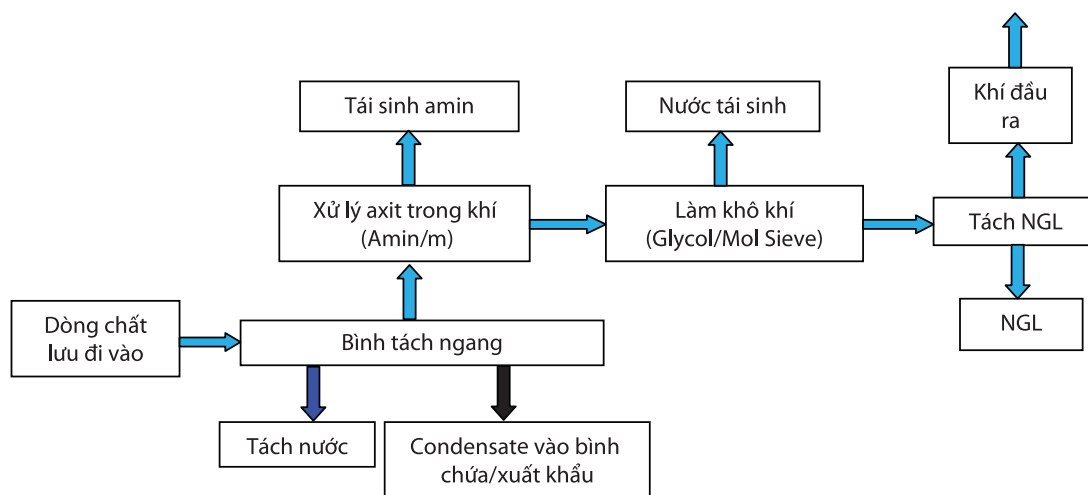 Khí đầu
ra
Tái sinh amin
Nước tái sinh
Xử lý axit trong khí
(Amin/m)
Làm khô khí
(Glycol/Mol Sieve)
Tách NGL
Dòng chất
lưu đi vào
Bình tách ngang
NGL
Tách nước
Condensate vào bình
chứa/xuất khẩu